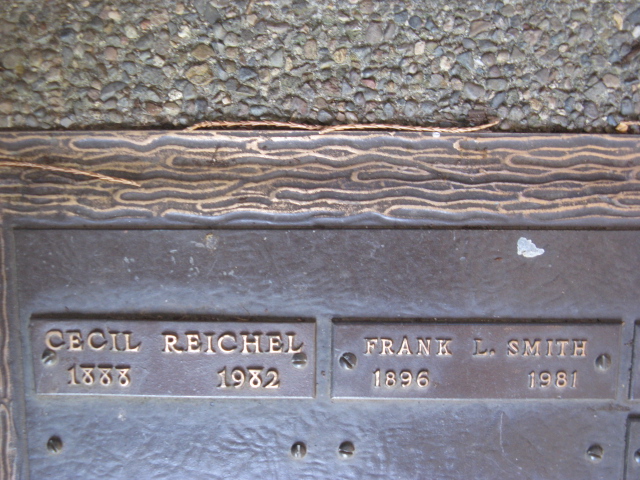 CECIL REICHEL
1888 1982
FRANK L. SMITH
1896 1981